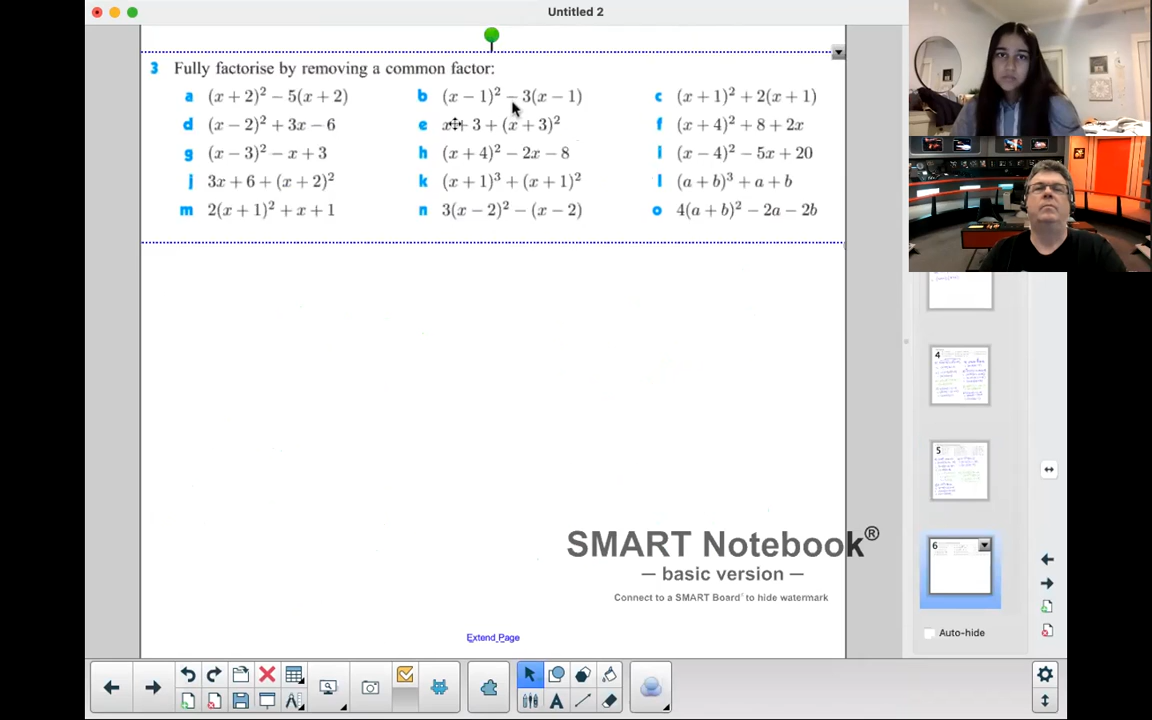 Untitled 2
3 Fully factorise by removing a common factor:
a (x + 2)² − 5(x + 2) b (x − 1)² − 3(x − 1) c (x + 1)² + 2(x + 1)
d (x − 2)² + 3x − 6 e x + 3 + (x + 3)² f (x + 4)² + 8 + 2x
g (x − 3)² − x + 3 h (x + 4)² − 2x − 8 i (x − 4)² − 5x + 20
j 3x + 6 + (x + 2)² k (x + 1)³ + (x + 1)² l (a + b)³ + a + b
m 2(x + 1)² + x + 1 n 3(x − 2)² − (x − 2) o 4(a + b)² − 2a − 2b
SMART Notebook®
— basic version —
Connect to a SMART Board® to hide watermark
Extend Page
4
5
6
Auto-hide
A